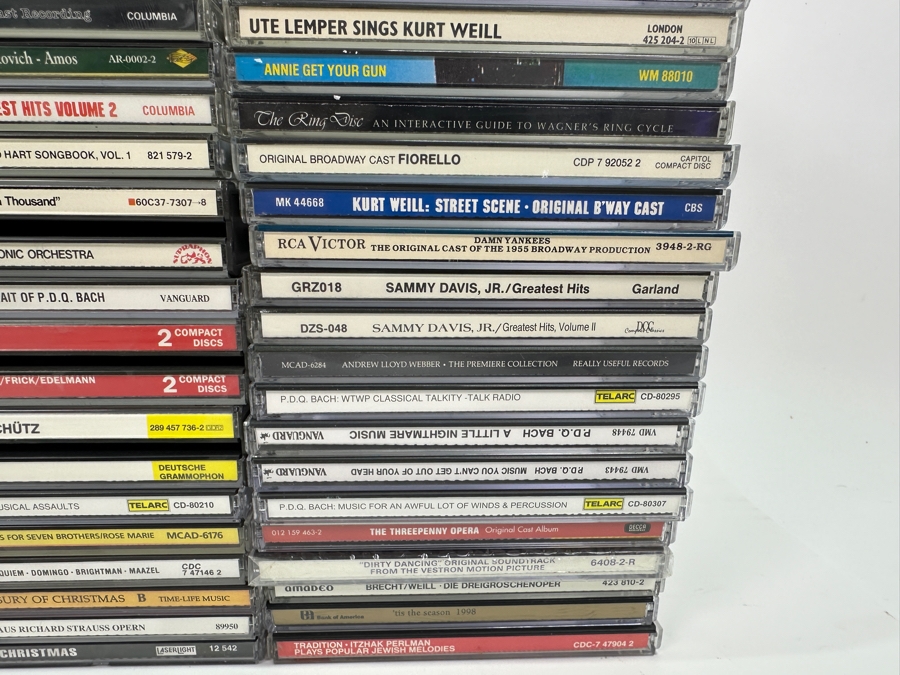 ast Recording COLUMBIA
ovich - Amos AR-0002-2
EST HITS VOLUME 2 COLUMBIA
HART SONGBOOK, VOL. 1 821 579-2
Thousand" 60C37-7307→8
ONIC ORCHESTRA SUPRAPHON
AIT OF P.D.Q. BACH VANGUARD
2 COMPACT DISCS
/FRICK/EDELMANN 2 COMPACT DISCS
CHÜTZ 289 457 736-2
DEUTSCHE GRAMMOPHON
USICAL ASSAULTS TELARC CD-80210
S FOR SEVEN BROTHERS/ROSE MARIE MCAD-6176
QUIEM · DOMINGO · BRIGHTMAN · MAAZEL CDC 7 47146 2
SURY OF CHRISTMAS B TIME-LIFE MUSIC
AUS RICHARD STRAUSS OPERN 89950
CHRISTMAS LASERLIGHT 12 542
UTE LEMPER SINGS KURT WEILL LONDON 425 204-2
ANNIE GET YOUR GUN WM 88010
The Ring Disc AN INTERACTIVE GUIDE TO WAGNER'S RING CYCLE
ORIGINAL BROADWAY CAST FIORELLO CDP 7 92052 2 CAPITOL COMPACT DISC
MK 44668 KURT WEILL: STREET SCENE · ORIGINAL B'WAY CAST CBS
RCA VICTOR DAMN YANKEES THE ORIGINAL CAST OF THE 1955 BROADWAY PRODUCTION 3948-2-RG
GRZ018 SAMMY DAVIS, JR./Greatest Hits Garland
DZS-048 SAMMY DAVIS, JR./Greatest Hits, Volume II DCC Compact Classics
MCAD-6284 ANDREW LLOYD WEBBER · THE PREMIERE COLLECTION REALLY USEFUL RECORDS
P.D.Q. BACH: WTWP CLASSICAL TALKITY -TALK RADIO TELARC CD-80295
VMD 79448 P.D.Q. BACH A LITTLE NIGHTMARE MUSIC VANGUARD
VMD 79443 P.D.Q. BACH MUSIC YOU CAN'T GET OUT OF YOUR HEAD VANGUARD
P.D.Q. BACH: MUSIC FOR AN AWFUL LOT OF WINDS & PERCUSSION TELARC CD-80307
012 159 463-2 THE THREEPENNY OPERA Original Cast Album DECCA
"DIRTY DANCING" ORIGINAL SOUNDTRACK FROM THE VESTRON MOTION PICTURE 6408-2-R
amadeo BRECHT/WEILL · DIE DREIGROSCHENOPER 423 810-2
Bank of America 'tis the season 1998
TRADITION · ITZHAK PERLMAN
PLAYS POPULAR JEWISH MELODIES CDC-7 47904 2